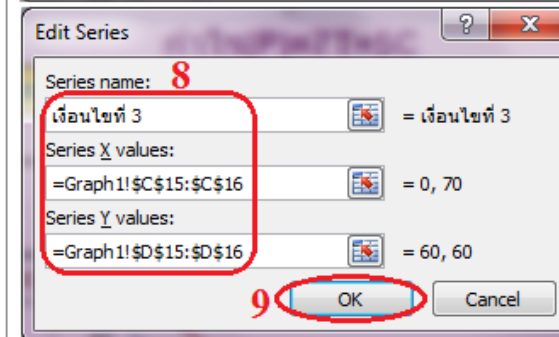 Edit Series
Series name: 8
เงื่อนไขที่ 3 = เงื่อนไขที่ 3
Series X values:
=Graph1!$C$15:$C$16 = 0, 70
Series Y values:
=Graph1!$D$15:$D$16 = 60, 60
9 OK Cancel